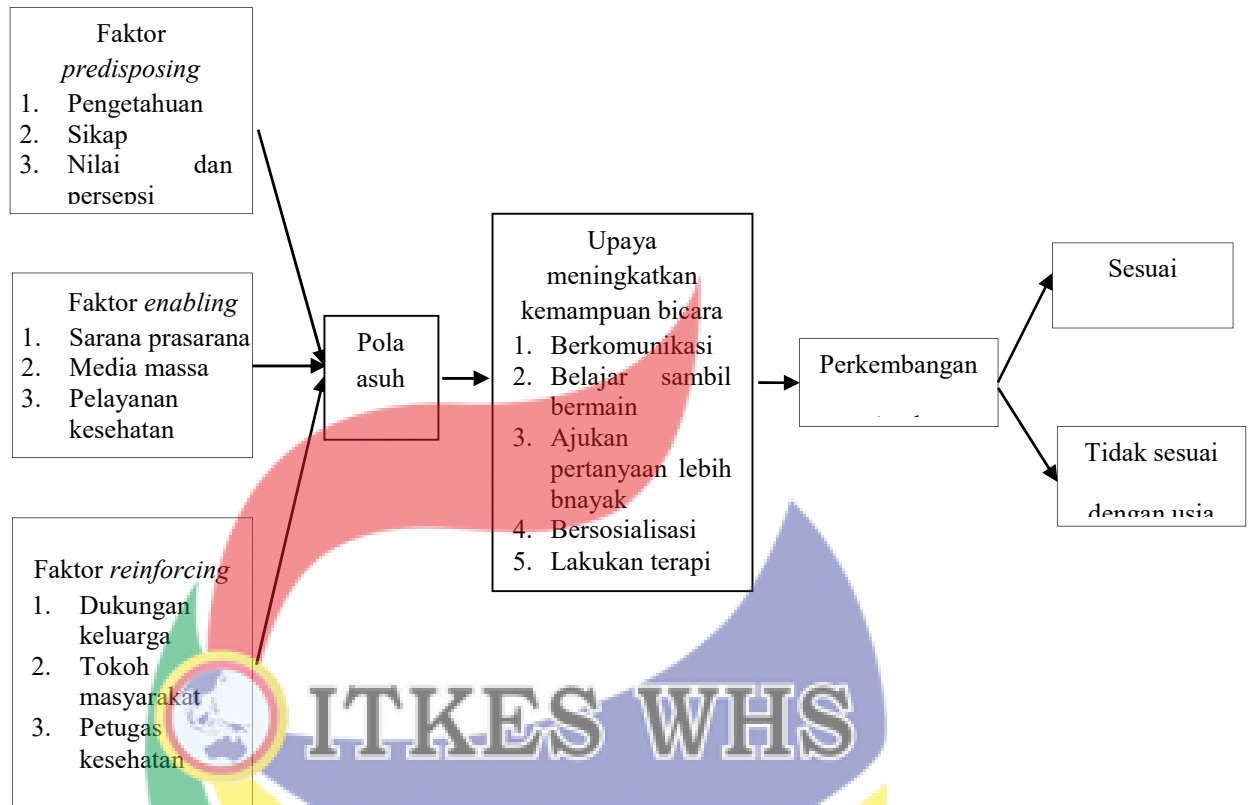 Faktor
predisposing
1. Pengetahuan
2. Sikap
3. Nilai dan
persepsi
Faktor enabling
1. Sarana prasarana
2. Media massa
3. Pelayanan
kesehatan
Faktor reinforcing
1. Dukungan
keluarga
2. Tokoh
masyarakat
3. Petugas
kesehatan
Pola
asuh
Upaya
meningkatkan
kemampuan bicara
1. Berkomunikasi
2. Belajar sambil
bermain
3. Ajukan
pertanyaan lebih
bnayak
4. Bersosialisasi
5. Lakukan terapi
Perkembangan
Sesuai
Tidak sesuai
dengan usia
ITKES WHS